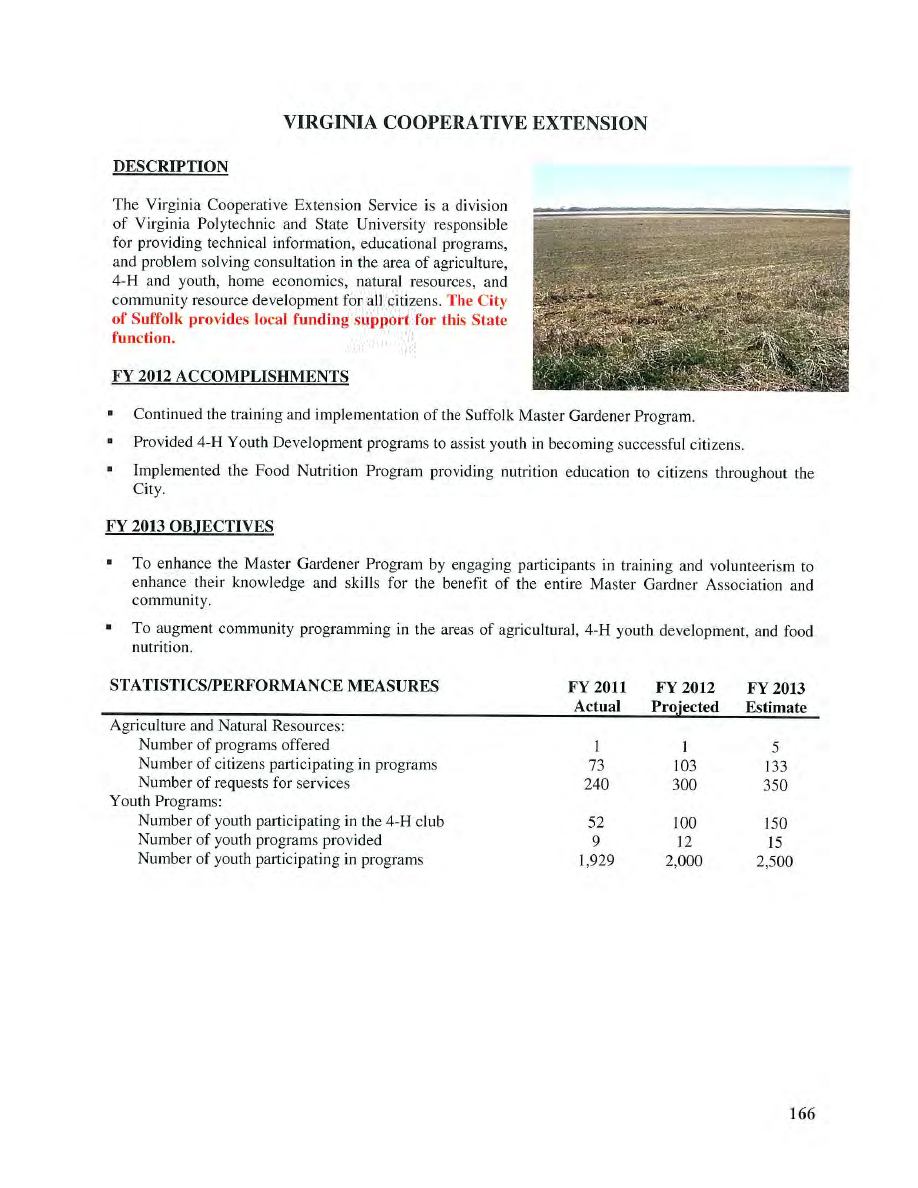 VIRGINIA COOPERATIVE EXTENSION
DESCRIPTION
The Virginia Cooperative Extension Service is a division
of Virginia Polytechnic and State University responsible
for providing technical information, educational programs,
and problem solving consultation in the area of agriculture,
4-H and youth, home economics, natural resources, and
community resource development for all citizens. The City
of Suffolk provides local funding support for this State
function.
FY 2012 ACCOMPLISHMENTS
▪ Continued the training and implementation of the Suffolk Master Gardener Program.
▪ Provided 4-H Youth Development programs to assist youth in becoming successful citizens.
▪ Implemented the Food Nutrition Program providing nutrition education to citizens throughout the
City.
FY 2013 OBJECTIVES
▪ To enhance the Master Gardener Program by engaging participants in training and volunteerism to
enhance their knowledge and skills for the benefit of the entire Master Gardner Association and
community.
▪ To augment community programming in the areas of agricultural, 4-H youth development, and food
nutrition.
STATISTICS/PERFORMANCE MEASURES FY 2011 FY 2012 FY 2013
Actual Projected Estimate
Agriculture and Natural Resources:
Number of programs offered 1 1 5
Number of citizens participating in programs 73 103 133
Number of requests for services 240 300 350
Youth Programs:
Number of youth participating in the 4-H club 52 100 150
Number of youth programs provided 9 12 15
Number of youth participating in programs 1,929 2,000 2,500
166